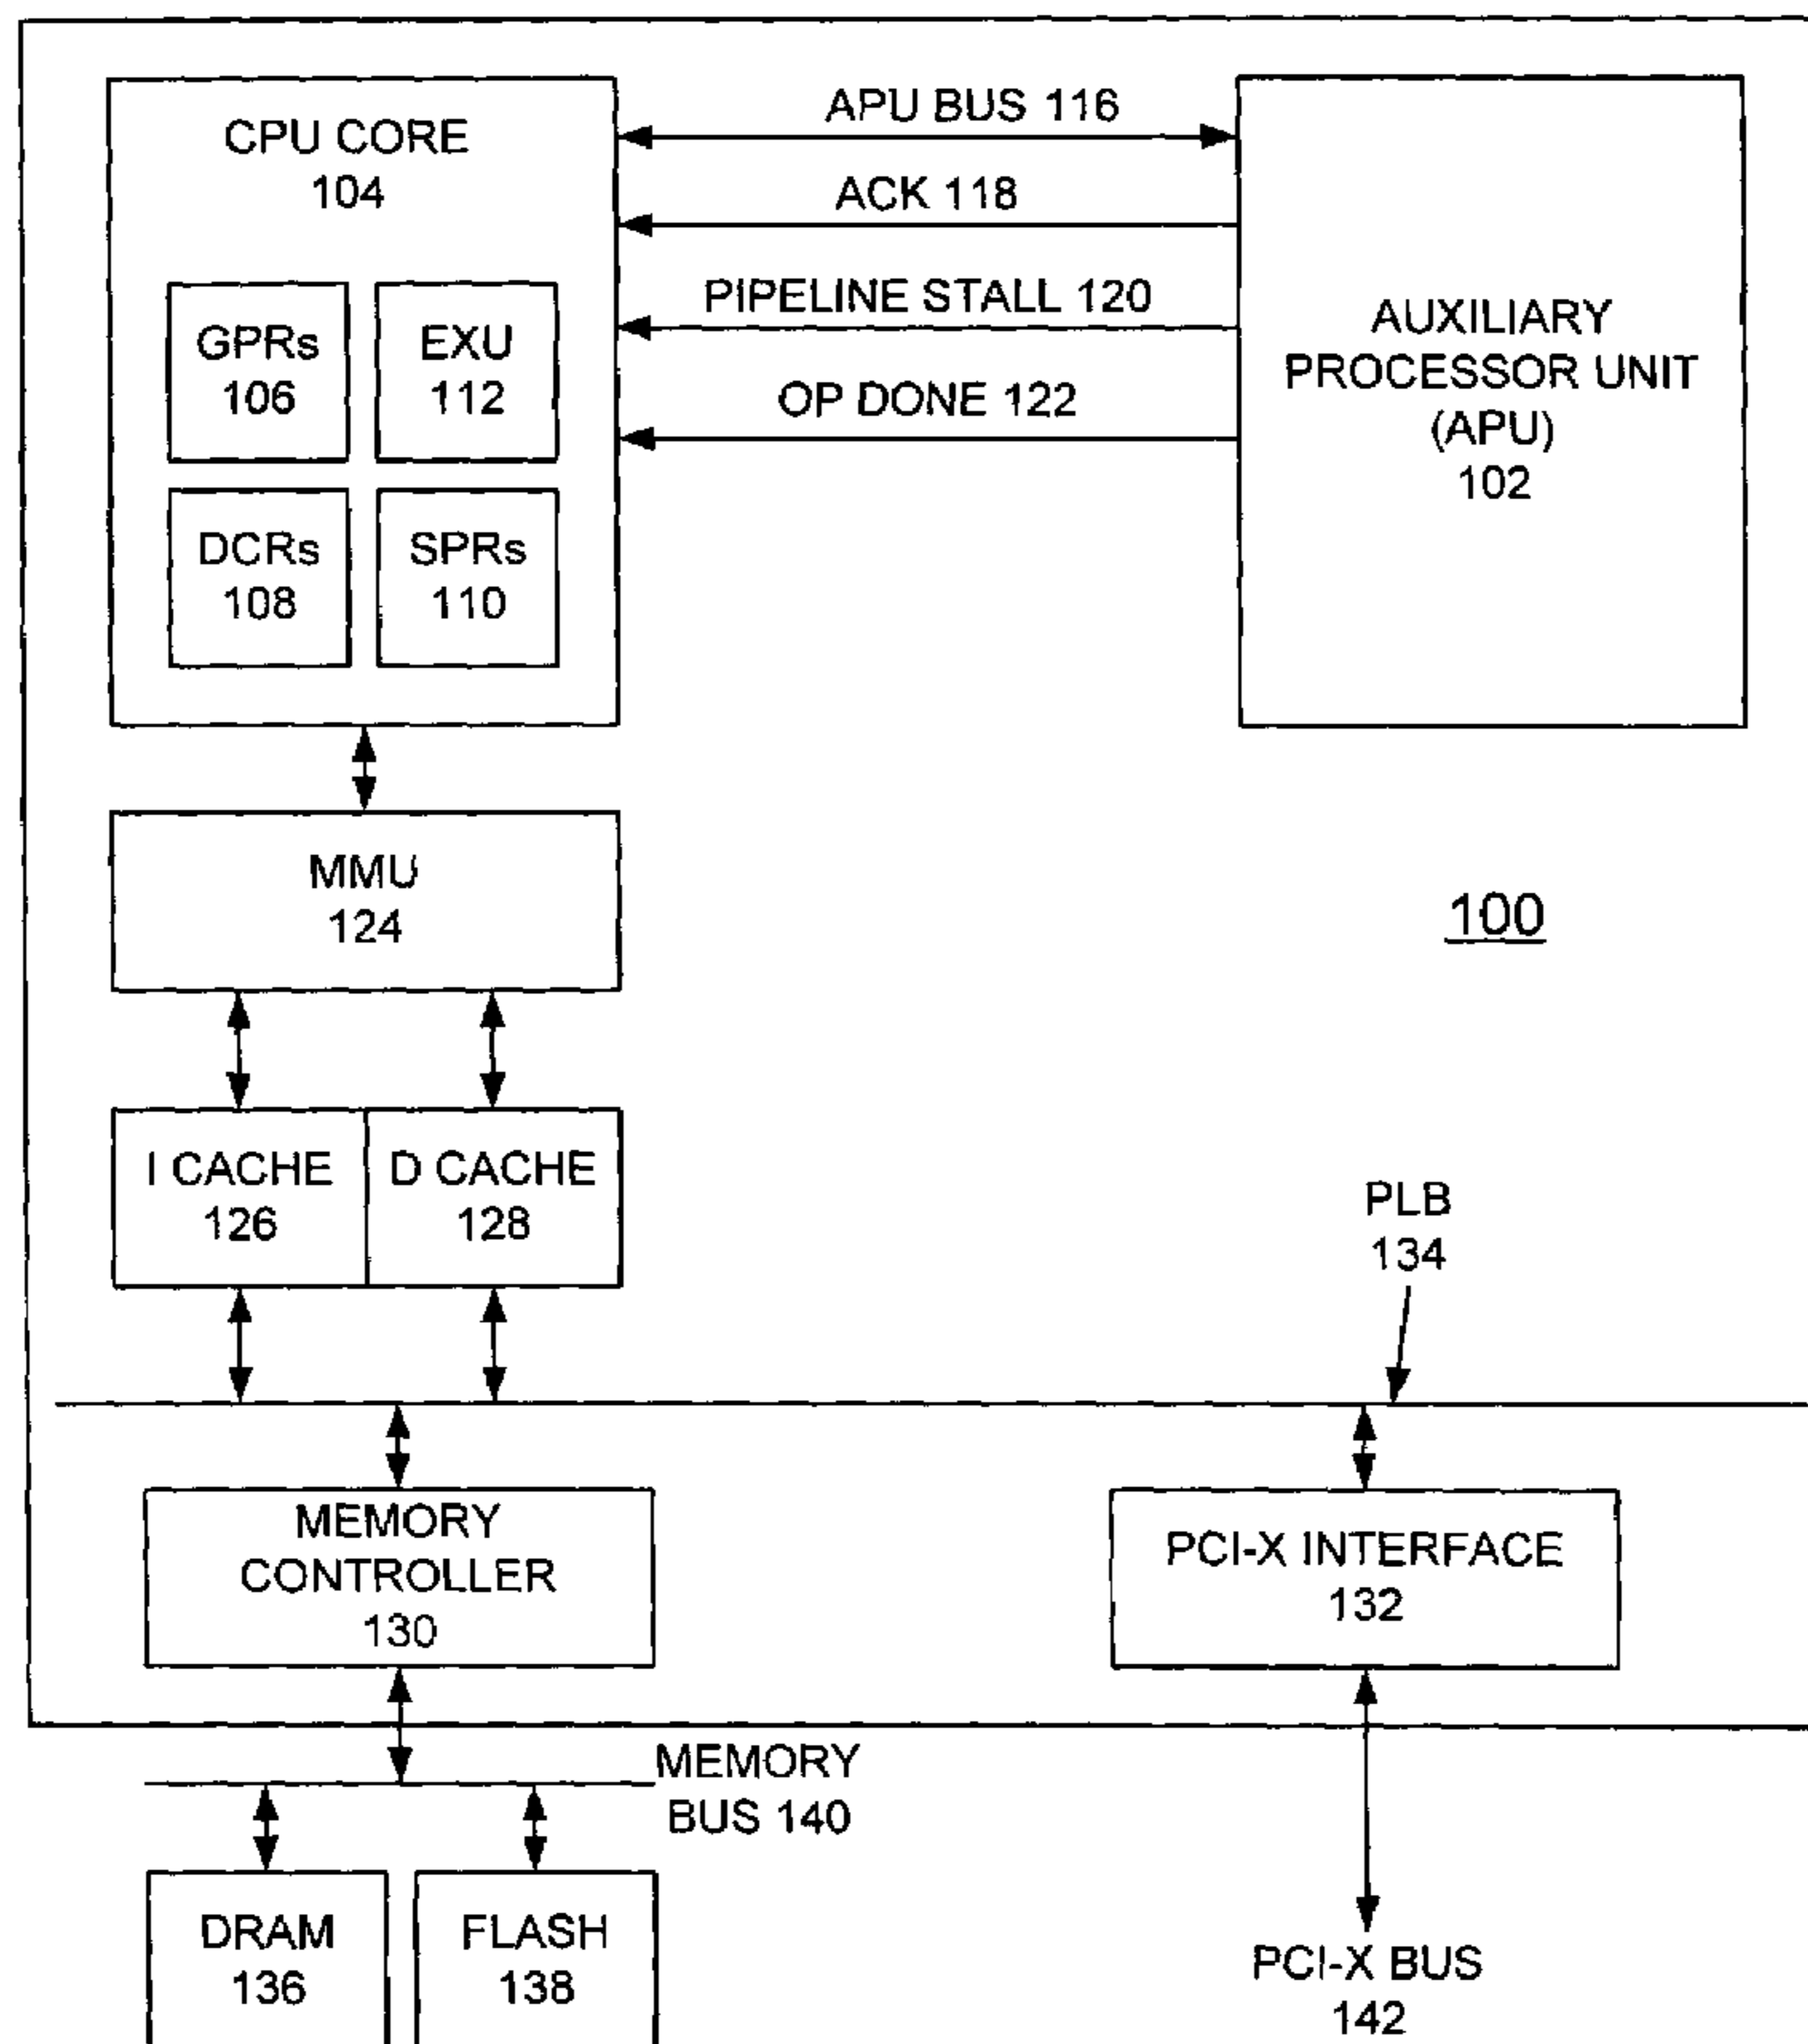 CPU CORE
104
GPRs
106
EXU
112
DCRs
108
SPRs
110
APU BUS 116
ACK 118
PIPELINE STALL 120
OP DONE 122
AUXILIARY
PROCESSOR UNIT
(APU)
102
MMU
124
100
I CACHE
126
D CACHE
128
PLB
134
MEMORY
CONTROLLER
130
PCI-X INTERFACE
132
MEMORY
BUS 140
DRAM
136
FLASH
138
PCI-X BUS
142